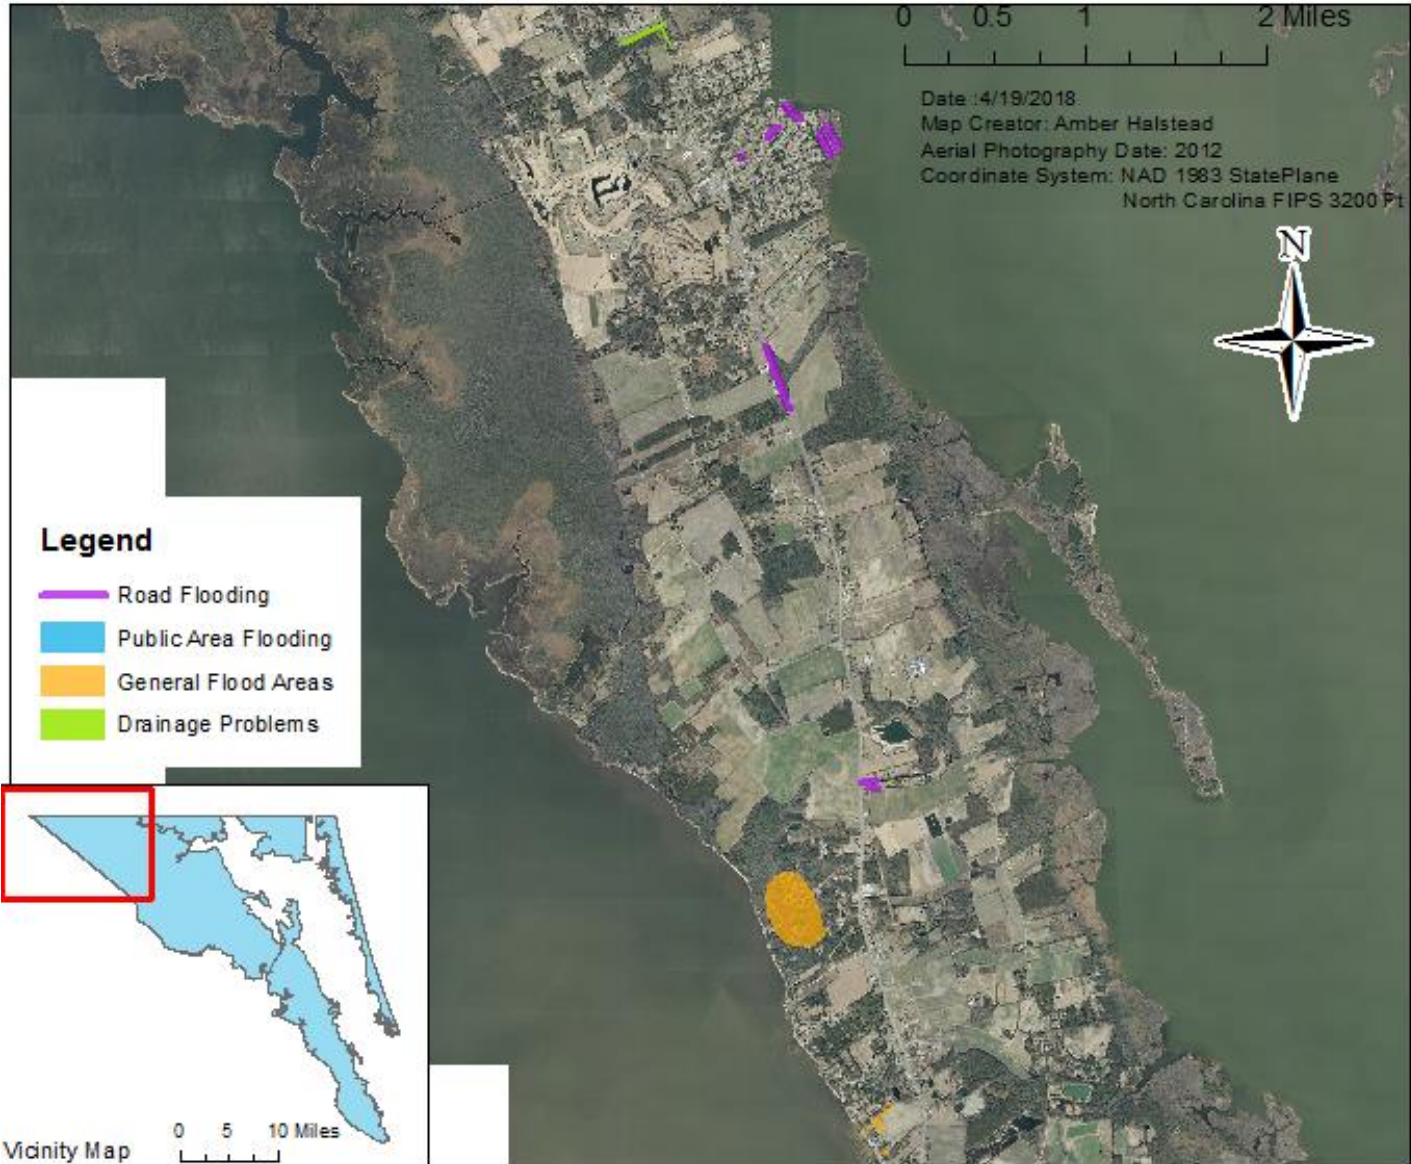 0 0.5 1 2 Miles
Date :4/19/2018
Map Creator: Amber Halstead
Aerial Photography Date: 2012
Coordinate System: NAD 1983 StatePlane
North Carolina FIPS 3200 Ft
N
Legend
Road Flooding
Public Area Flooding
General Flood Areas
Drainage Problems
0 5 10 Miles
Vicinity Map